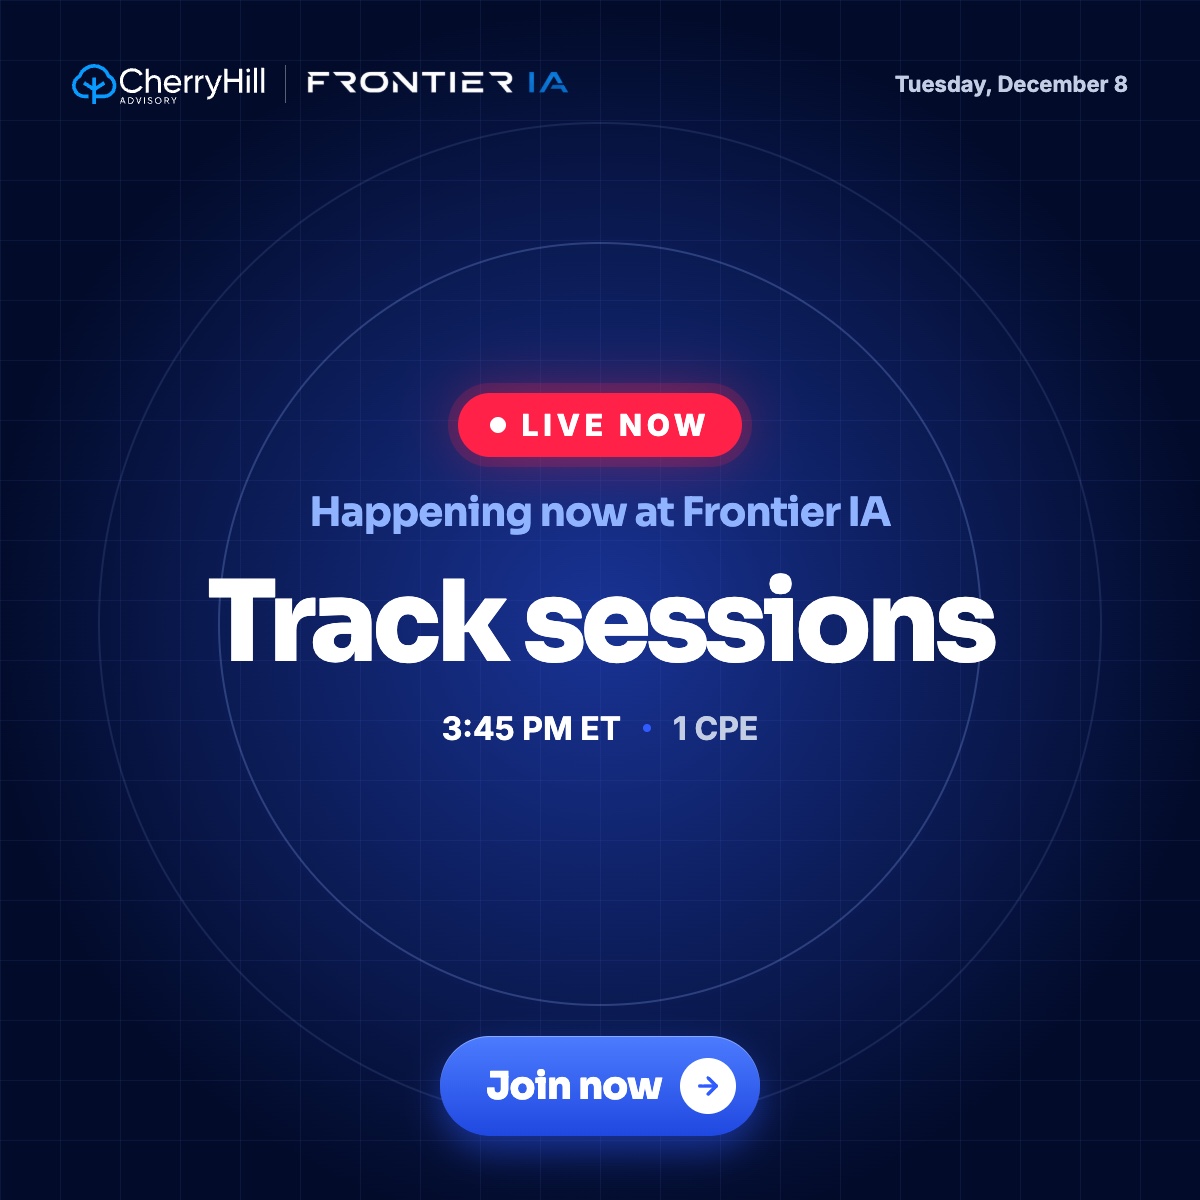 CherryHill
ADVISORY
FRONTIER IA
Tuesday, December 8
LIVE NOW
Happening now at Frontier IA
Track sessions
3:45 PM ET • 1 CPE
Join now